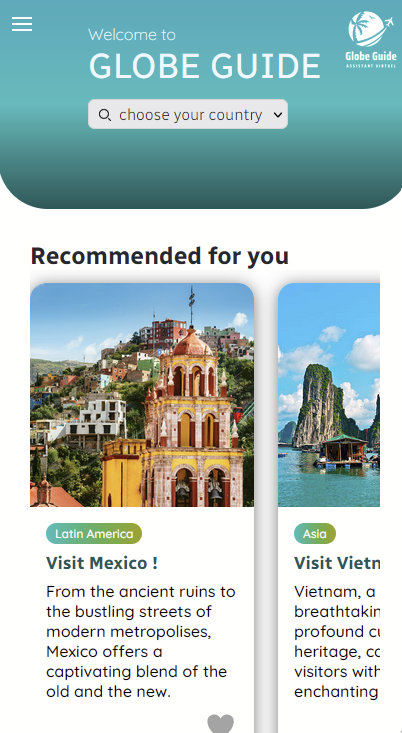 Welcome to
GLOBE GUIDE
Globe Guide
ASSISTANT VIRTUEL
choose your country
Recommended for you
Latin America
Visit Mexico !
From the ancient ruins to
the bustling streets of
modern metropolises,
Mexico offers a
captivating blend of the
old and the new.
Asia
Visit Vietn
Vietnam, a
breathtakin
profound cu
heritage, co
visitors with
enchanting